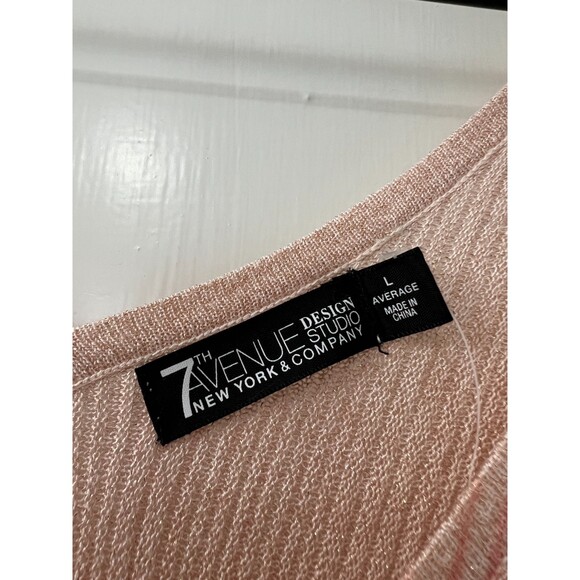 7TH AVENUE DESIGN STUDIO
NEW YORK & COMPANY
L
AVERAGE
MADE IN
CHINA